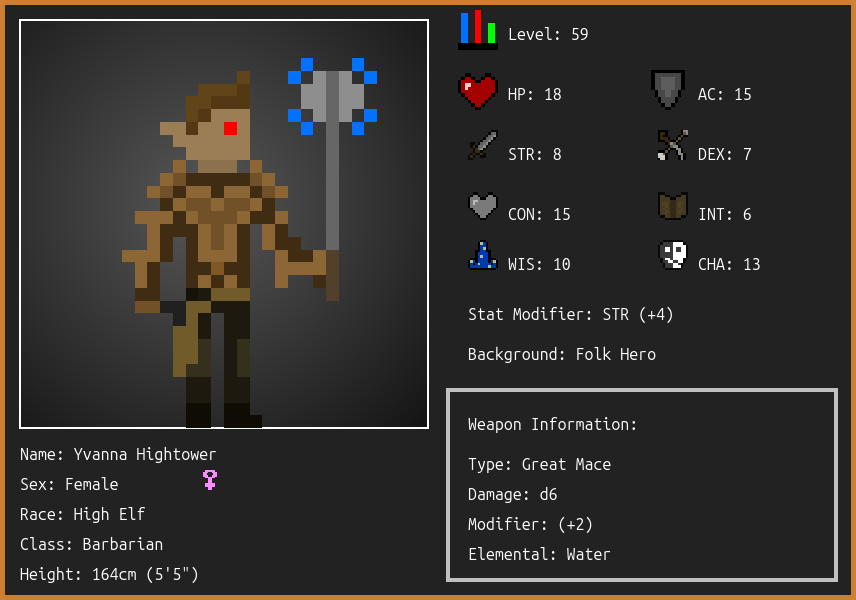 Level: 59
HP: 18
AC: 15
STR: 8
DEX: 7
CON: 15
INT: 6
WIS: 10
CHA: 13
Stat Modifier: STR (+4)
Background: Folk Hero
Weapon Information:
Type: Great Mace
Damage: d6
Modifier: (+2)
Elemental: Water
Name: Yvanna Hightower
Sex: Female
Race: High Elf
Class: Barbarian
Height: 164cm (5'5")